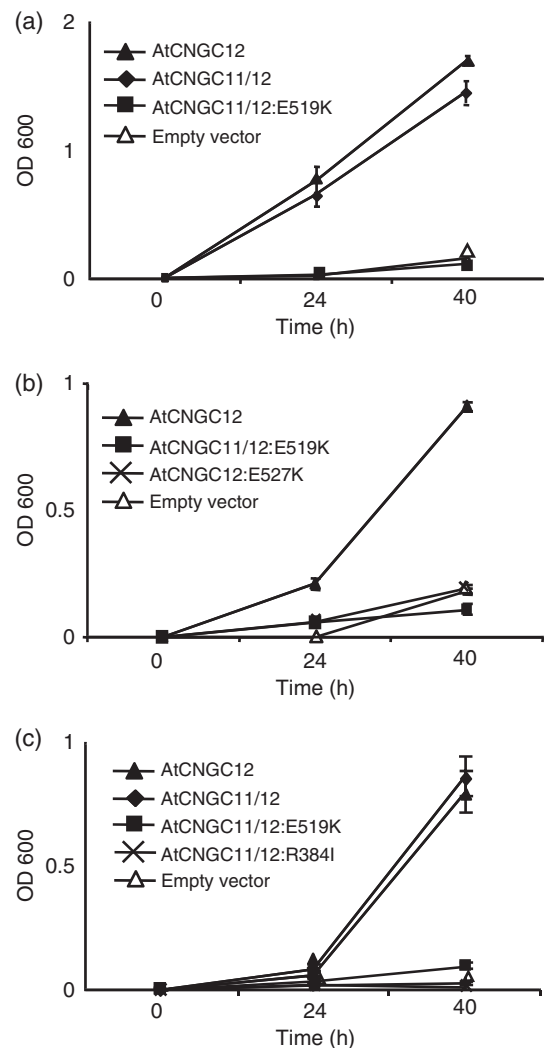 (a)
2
AtCNGC12
AtCNGC11/12
AtCNGC11/12:E519K
Empty vector
1
OD 600
0
0 24 40
Time (h)
(b)
1
AtCNGC12
AtCNGC11/12:E519K
AtCNGC12:E527K
Empty vector
0.5
OD 600
0
0 24 40
Time (h)
(c)
1
AtCNGC12
AtCNGC11/12
AtCNGC11/12:E519K
AtCNGC11/12:R384I
Empty vector
0.5
OD 600
0
0 24 40
Time (h)